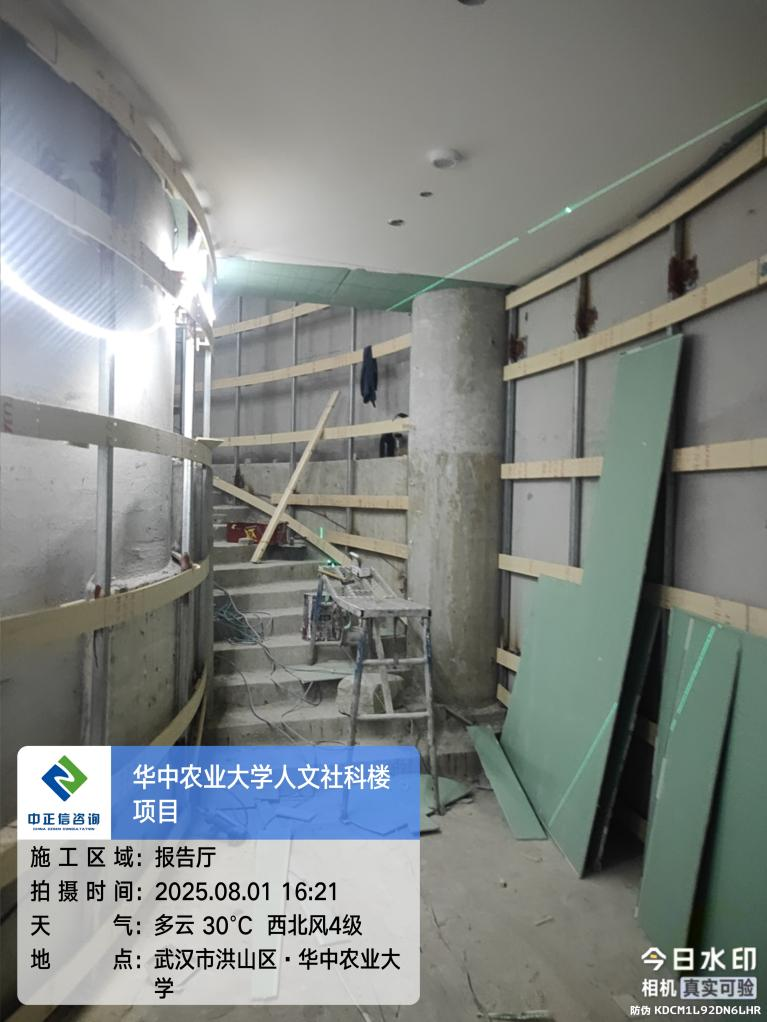 华中农业大学人文社科楼
项目
中正信咨询
施工区域：报告厅
拍摄时间：2025.08.01 16:21
天气：多云 30℃ 西北风4级
地点：武汉市洪山区·华中农业大
学
今日水印
相机 真实可验
防伪 KDCM1L92DN6LHR